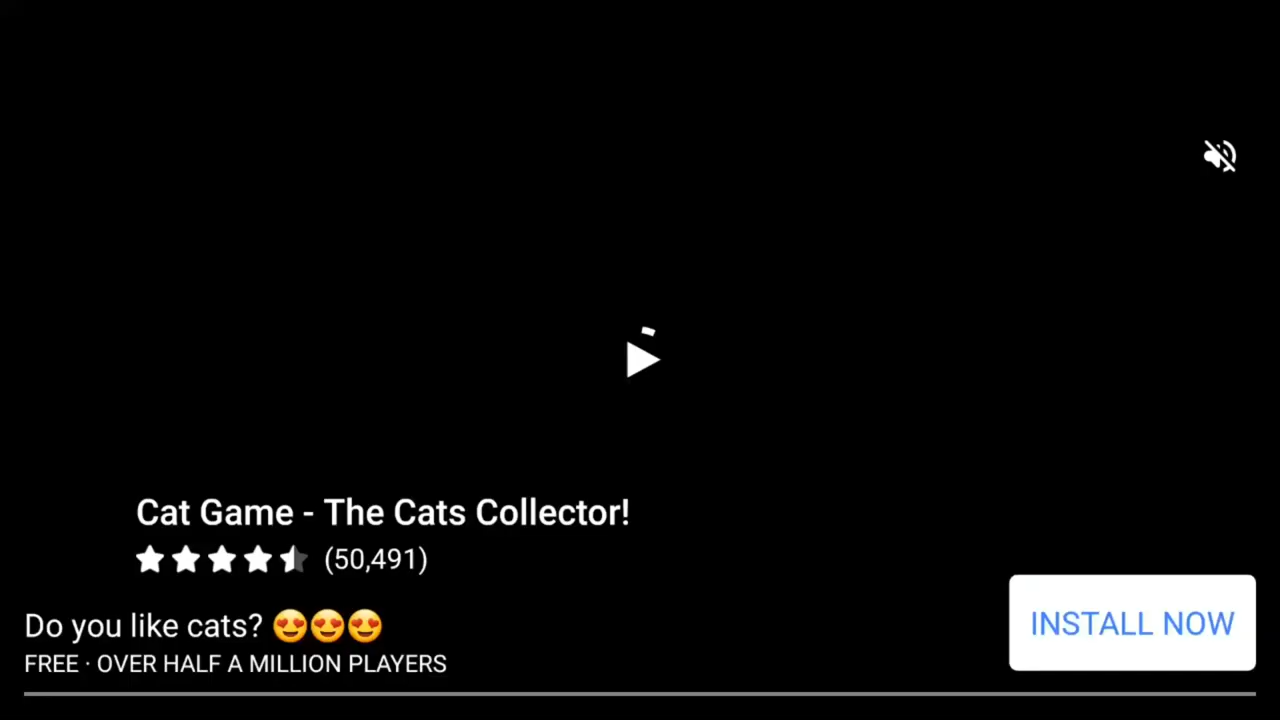 Cat Game - The Cats Collector!
(50,491)
Do you like cats? 😍😍😍
FREE · OVER HALF A MILLION PLAYERS
INSTALL NOW